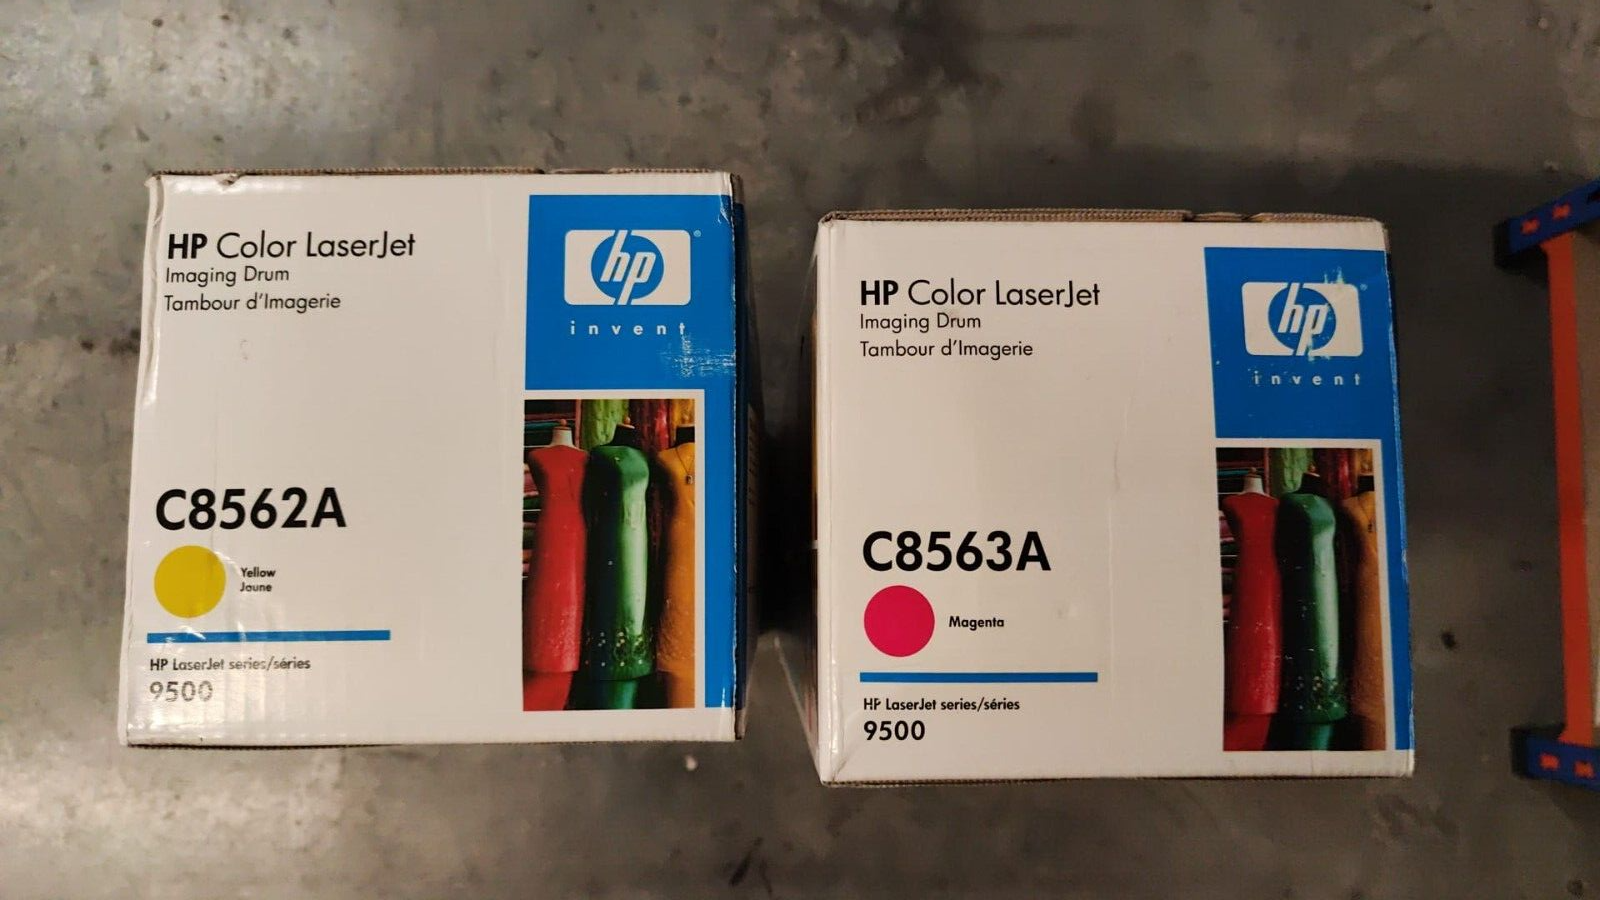 HP Color LaserJet
Imaging Drum
Tambour d'Imagerie
hp®
invent
C8562A
Yellow
Jaune
HP LaserJet series/séries
9500
HP Color LaserJet
Imaging Drum
Tambour d'Imagerie
hp®
invent
C8563A
Magenta
HP LaserJet series/séries
9500